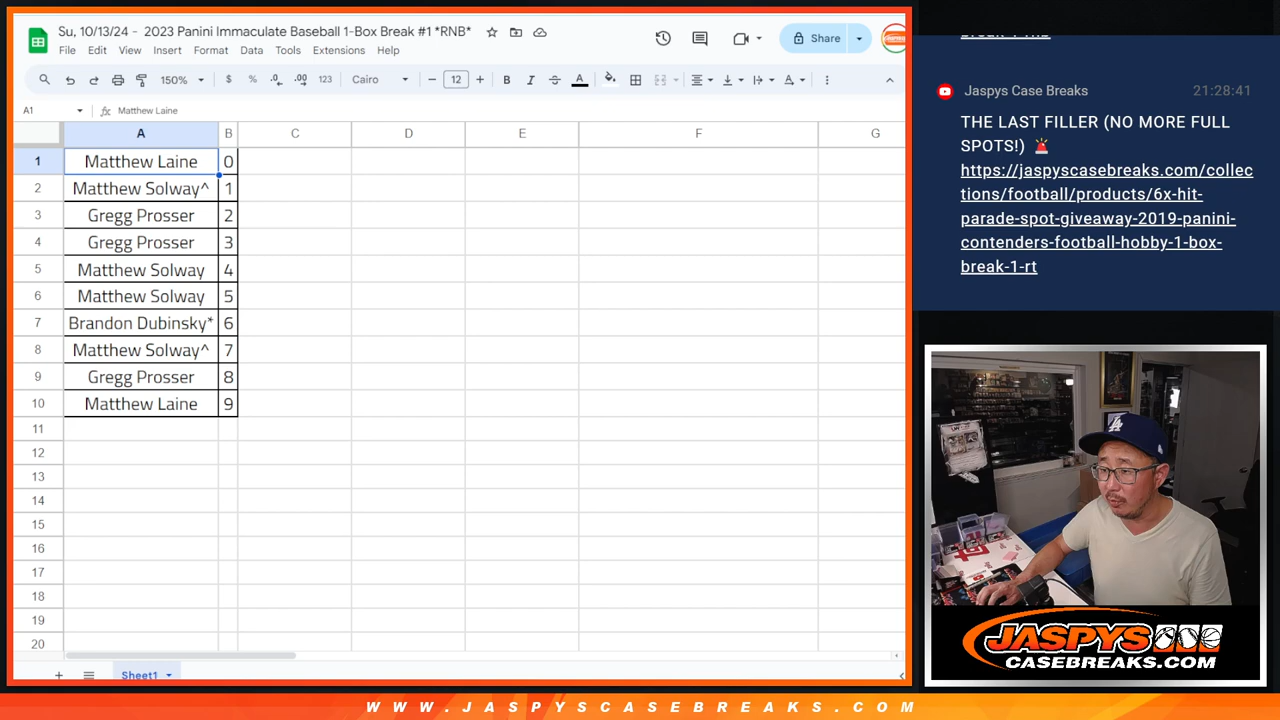 Su, 10/13/24 - 2023 Panini Immaculate Baseball 1-Box Break #1 *RNB*
File Edit View Insert Format Data Tools Extensions Help
Share
150% $ % .0 .00 123 Cairo 12 B I A
A1 fx Matthew Laine
A B C D E F G
1 Matthew Laine 0
2 Matthew Solway^ 1
3 Gregg Prosser 2
4 Gregg Prosser 3
5 Matthew Solway 4
6 Matthew Solway 5
7 Brandon Dubinsky* 6
8 Matthew Solway^ 7
9 Gregg Prosser 8
10 Matthew Laine 9
11
12
13
14
15
16
17
18
19
20
Sheet1
Jaspys Case Breaks 21:28:41
THE LAST FILLER (NO MORE FULL
SPOTS!)
https://jaspyscasebreaks.com/collec
tions/football/products/6x-hit-
parade-spot-giveaway-2019-panini-
contenders-football-hobby-1-box-
break-1-rt
JASPYS
CASEBREAKS.COM
WWW.JASPYSCASEBREAKS.COM